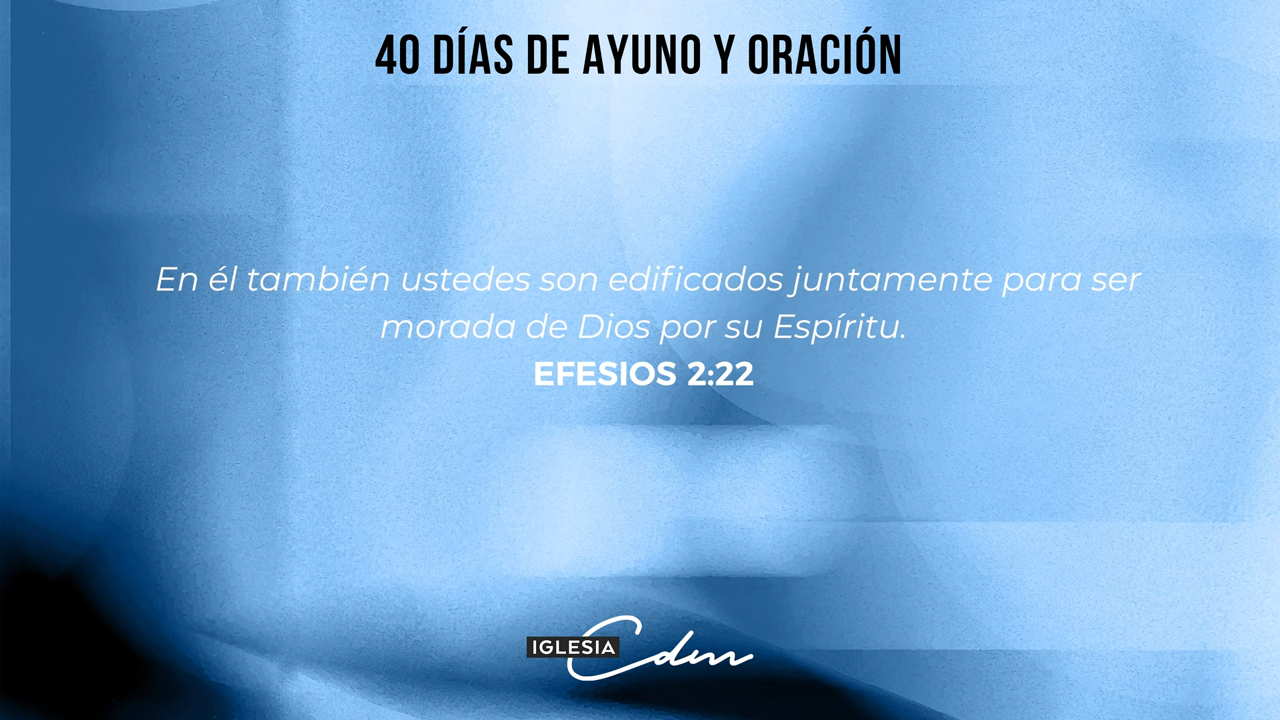 40 DÍAS DE AYUNO Y ORACIÓN
En él también ustedes son edificados juntamente para ser
morada de Dios por su Espíritu.
EFESIOS 2:22
IGLESIA Cdm